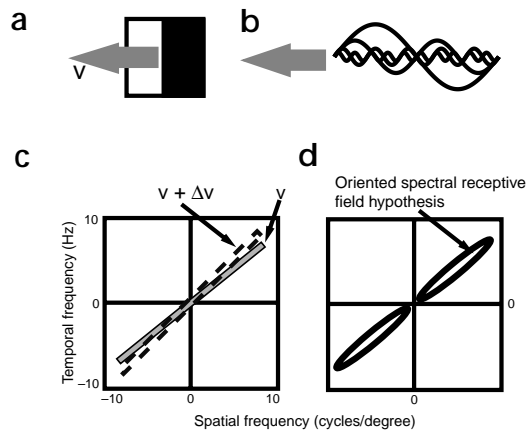 a
b
v
c
d
v + Δv
v
Oriented spectral receptive
field hypothesis
Temporal frequency (Hz)
10
0
−10
−10
0
10
0
0
Spatial frequency (cycles/degree)